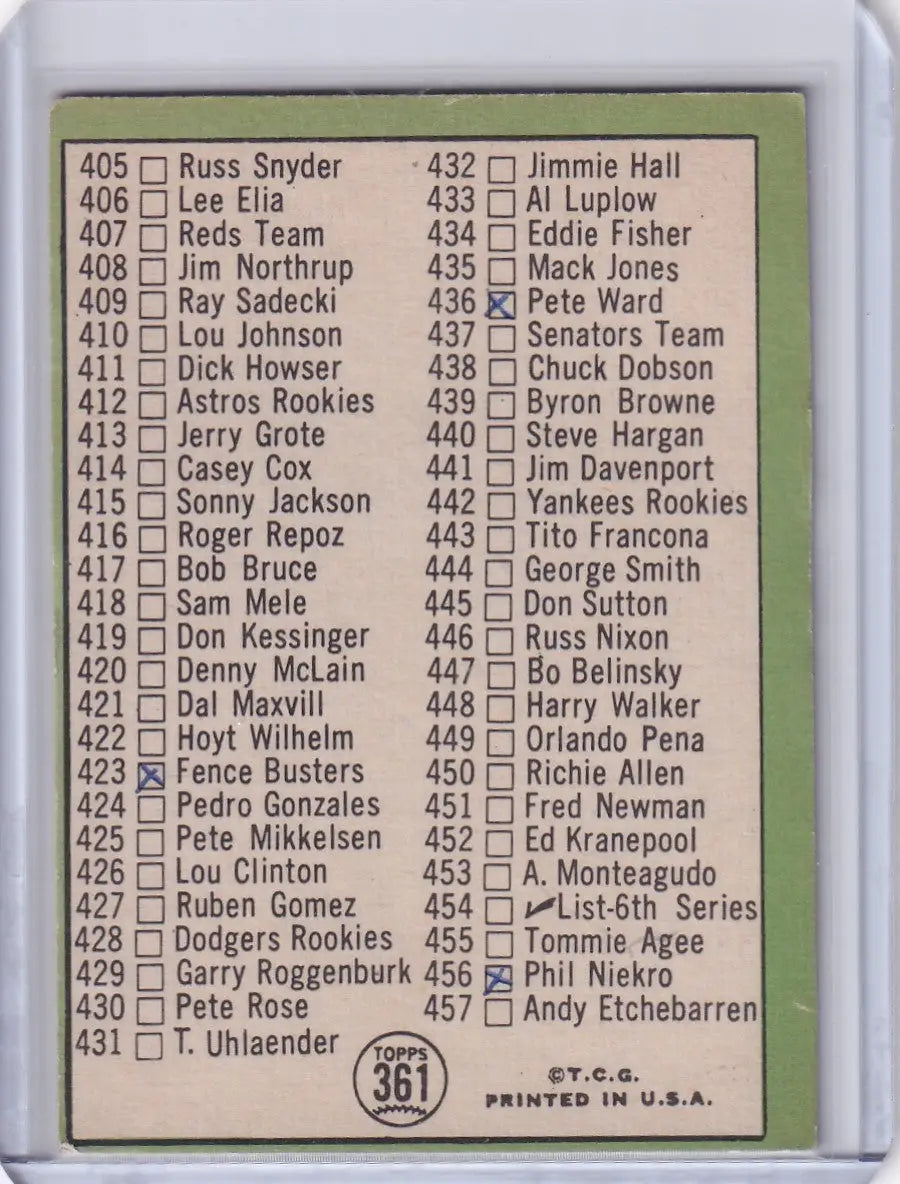 405 Russ Snyder
406 Lee Elia
407 Reds Team
408 Jim Northrup
409 Ray Sadecki
410 Lou Johnson
411 Dick Howser
412 Astros Rookies
413 Jerry Grote
414 Casey Cox
415 Sonny Jackson
416 Roger Repoz
417 Bob Bruce
418 Sam Mele
419 Don Kessinger
420 Denny McLain
421 Dal Maxvill
422 Hoyt Wilhelm
423 Fence Busters
424 Pedro Gonzales
425 Pete Mikkelsen
426 Lou Clinton
427 Ruben Gomez
428 Dodgers Rookies
429 Garry Roggenburk
430 Pete Rose
431 T. Uhlaender
432 Jimmie Hall
433 Al Luplow
434 Eddie Fisher
435 Mack Jones
436 Pete Ward
437 Senators Team
438 Chuck Dobson
439 Byron Browne
440 Steve Hargan
441 Jim Davenport
442 Yankees Rookies
443 Tito Francona
444 George Smith
445 Don Sutton
446 Russ Nixon
447 Bo Belinsky
448 Harry Walker
449 Orlando Pena
450 Richie Allen
451 Fred Newman
452 Ed Kranepool
453 A. Monteagudo
454 ✓List-6th Series
455 Tommie Agee
456 Phil Niekro
457 Andy Etchebarren
TOPPS
361
©T.C.G.
PRINTED IN U.S.A.